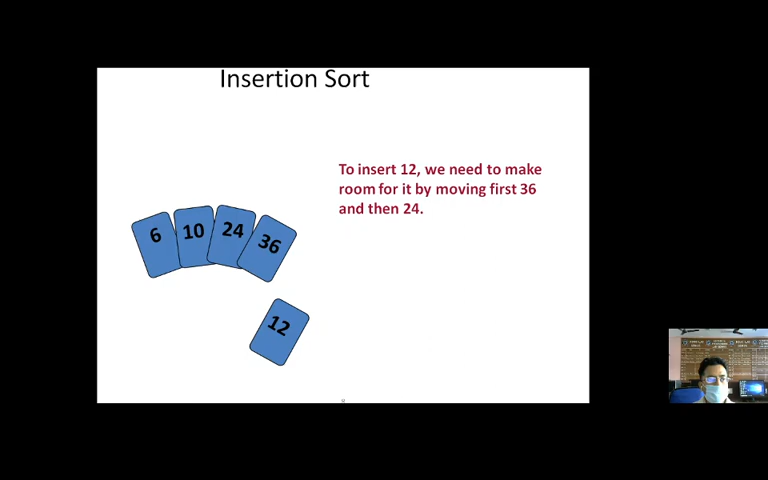 Insertion Sort
To insert 12, we need to make
room for it by moving first 36
and then 24.
6
10
24
36
12